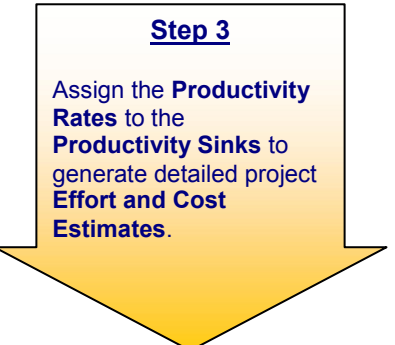 Step 3
Assign the Productivity
Rates to the
Productivity Sinks to
generate detailed project
Effort and Cost
Estimates.